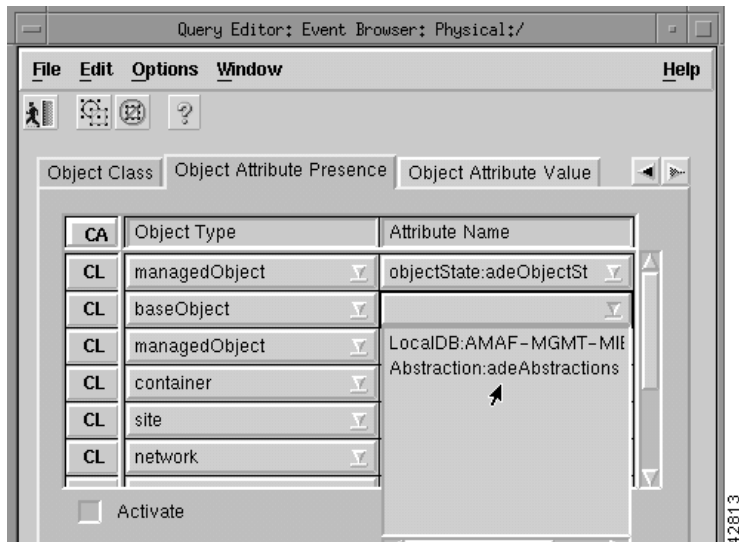 Query Editor: Event Browser: Physical:/
File Edit Options Window Help
Object Class Object Attribute Presence Object Attribute Value
CA Object Type Attribute Name
CL managedObject objectState:adeObjectSt
CL baseObject
CL managedObject LocalDB:AMAF-MGMT-MIB
Abstraction:adeAbstractions
CL container
CL site
CL network
Activate
42813